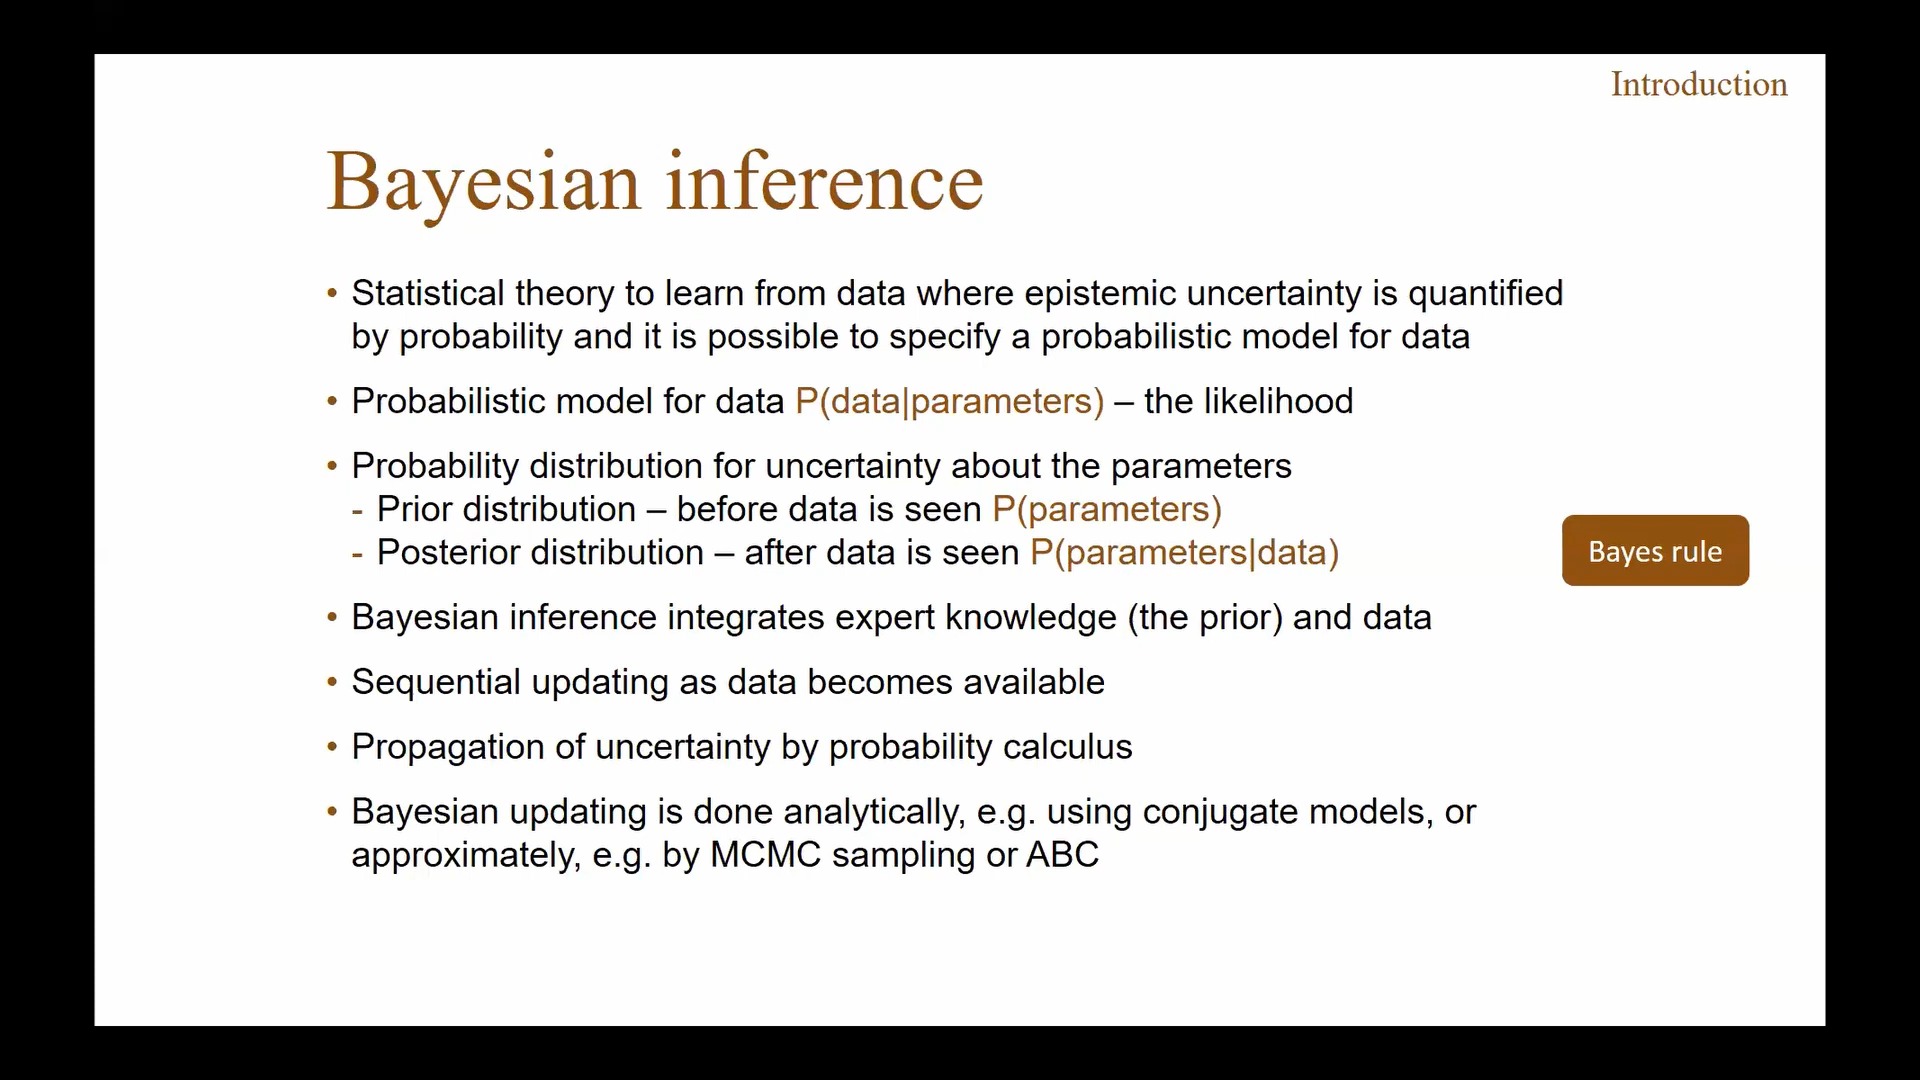 Introduction
Bayesian inference
• Statistical theory to learn from data where epistemic uncertainty is quantified
by probability and it is possible to specify a probabilistic model for data
• Probabilistic model for data P(data|parameters) – the likelihood
• Probability distribution for uncertainty about the parameters
- Prior distribution – before data is seen P(parameters)
- Posterior distribution – after data is seen P(parameters|data)
Bayes rule
• Bayesian inference integrates expert knowledge (the prior) and data
• Sequential updating as data becomes available
• Propagation of uncertainty by probability calculus
• Bayesian updating is done analytically, e.g. using conjugate models, or
approximately, e.g. by MCMC sampling or ABC